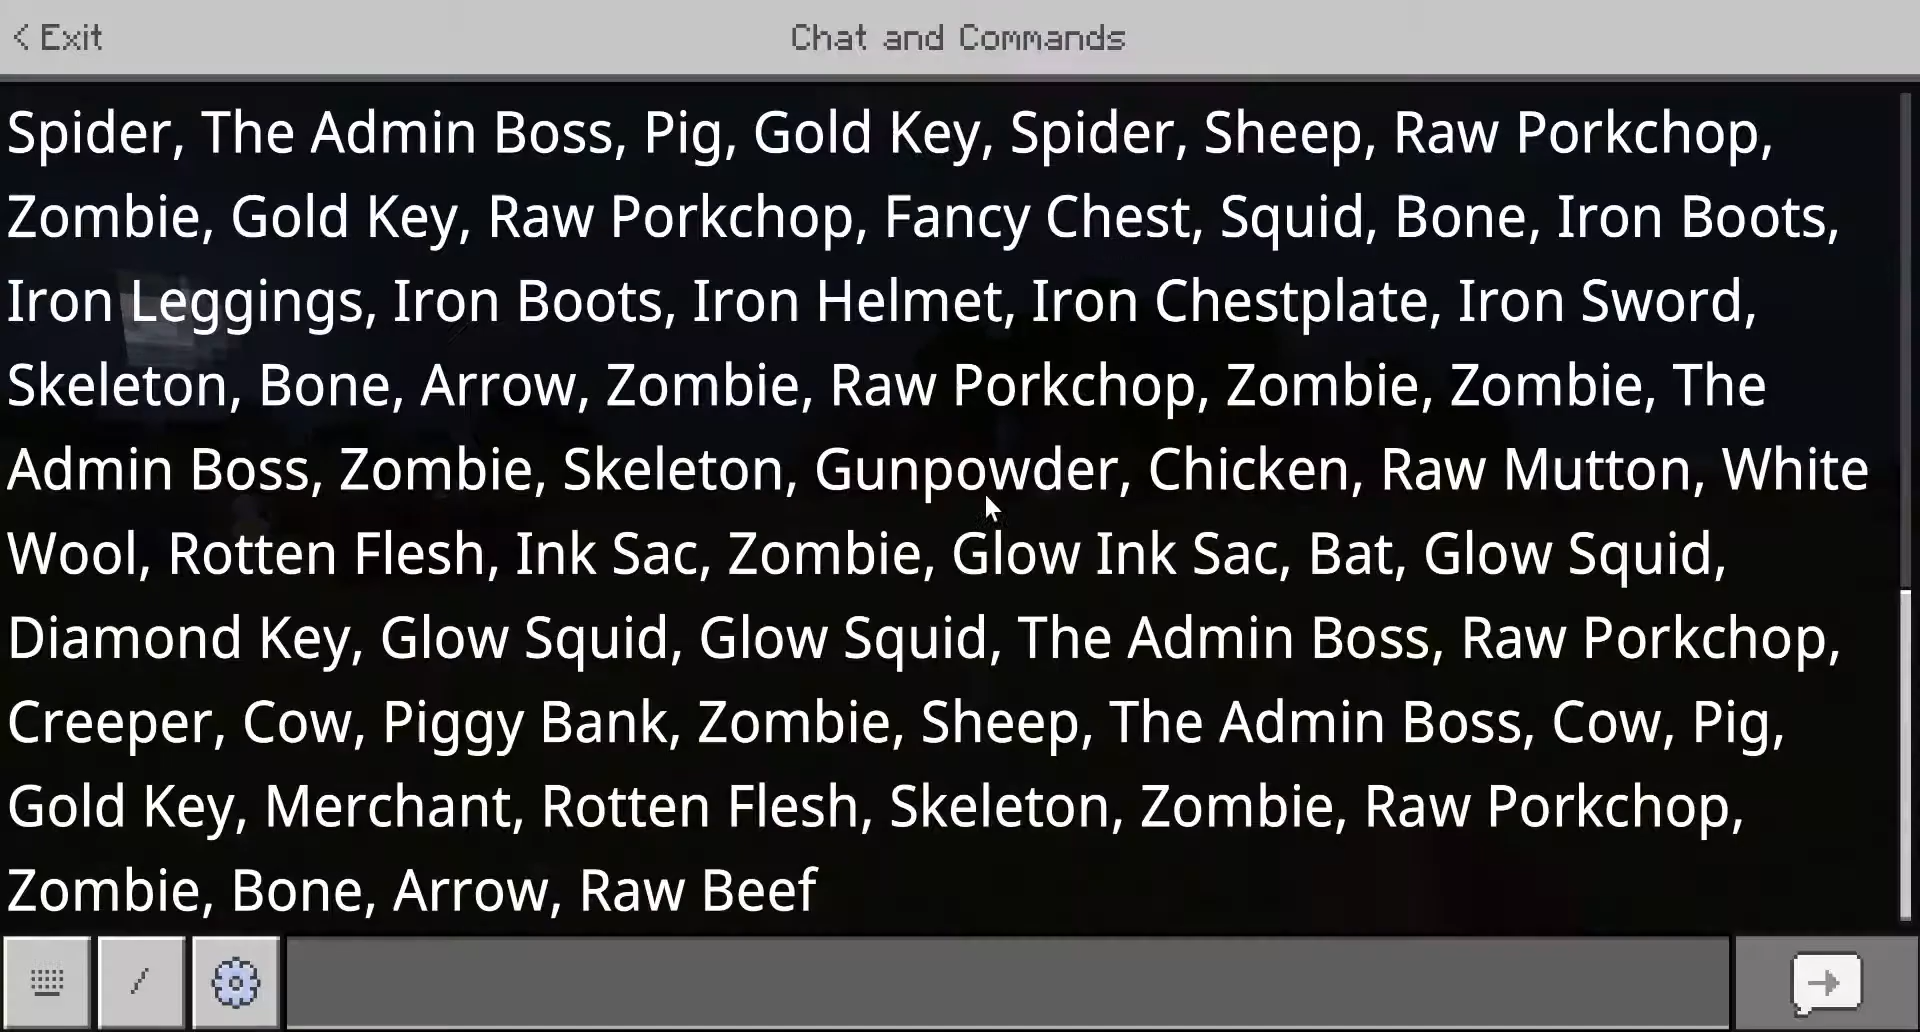 < Exit
Chat and Commands
Spider, The Admin Boss, Pig, Gold Key, Spider, Sheep, Raw Porkchop,
Zombie, Gold Key, Raw Porkchop, Fancy Chest, Squid, Bone, Iron Boots,
Iron Leggings, Iron Boots, Iron Helmet, Iron Chestplate, Iron Sword,
Skeleton, Bone, Arrow, Zombie, Raw Porkchop, Zombie, Zombie, The
Admin Boss, Zombie, Skeleton, Gunpowder, Chicken, Raw Mutton, White
Wool, Rotten Flesh, Ink Sac, Zombie, Glow Ink Sac, Bat, Glow Squid,
Diamond Key, Glow Squid, Glow Squid, The Admin Boss, Raw Porkchop,
Creeper, Cow, Piggy Bank, Zombie, Sheep, The Admin Boss, Cow, Pig,
Gold Key, Merchant, Rotten Flesh, Skeleton, Zombie, Raw Porkchop,
Zombie, Bone, Arrow, Raw Beef
/